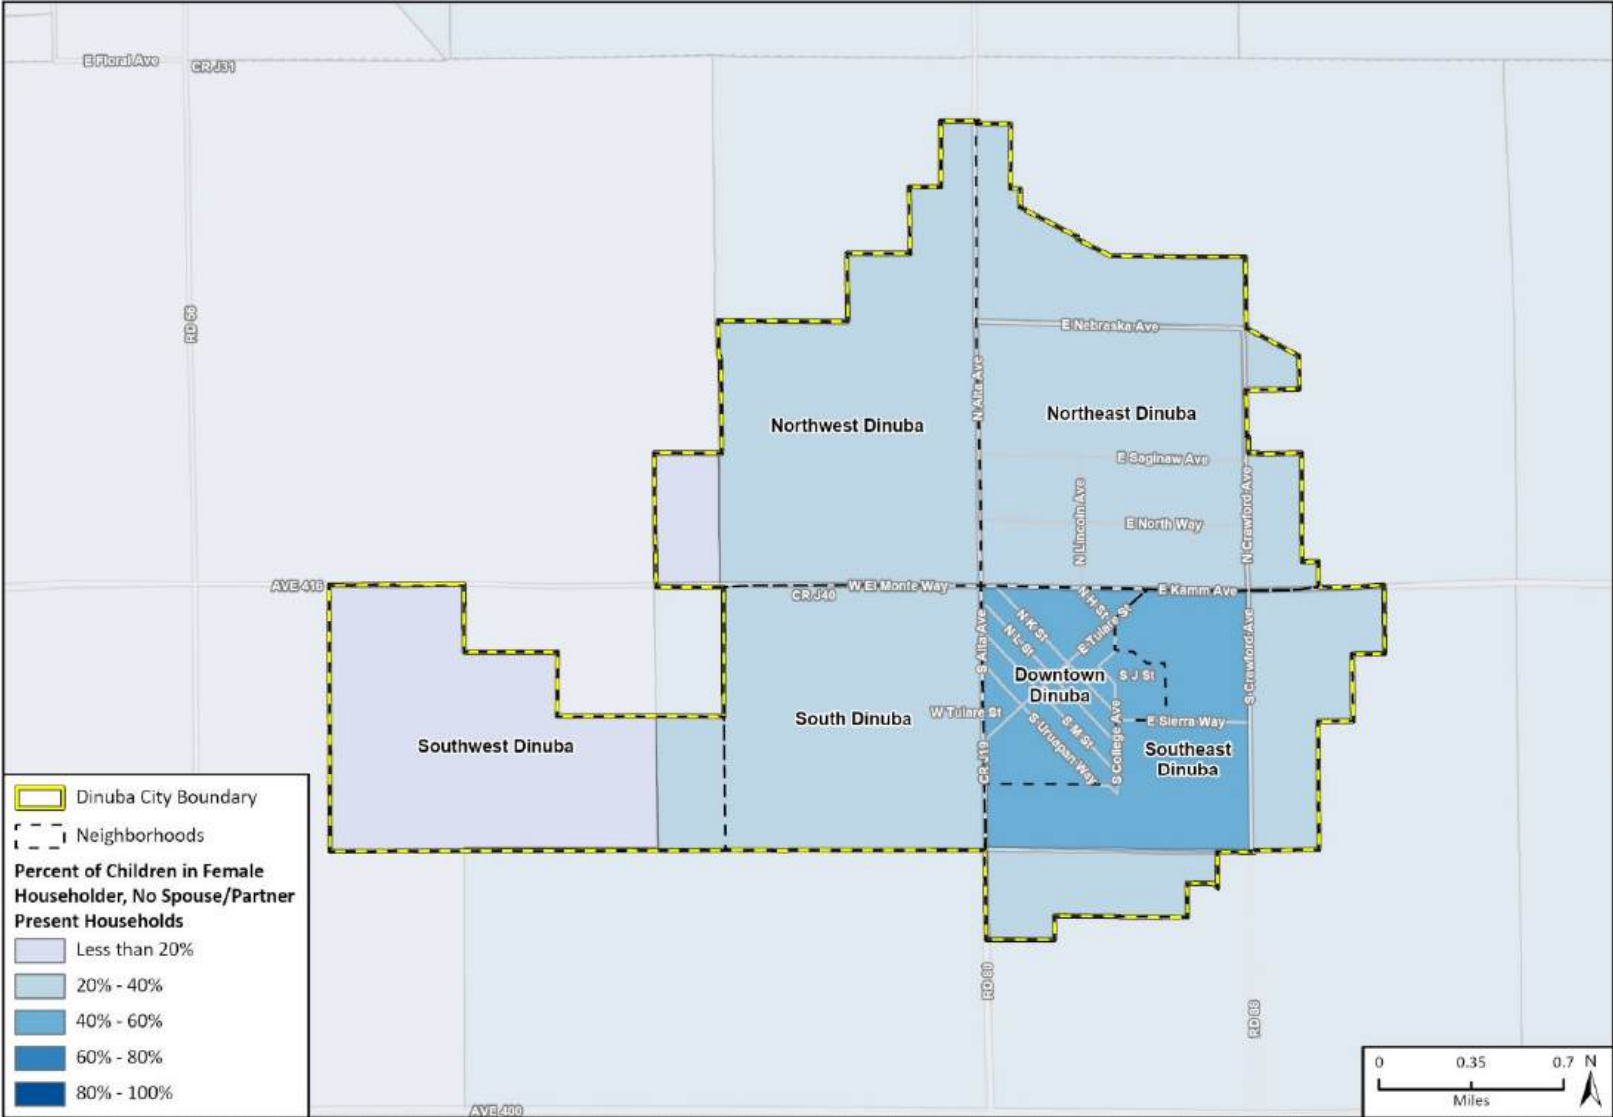 E Floral Ave
CR J31
RD 56
E Nebraska Ave
N Alta Ave
Northwest Dinuba
Northeast Dinuba
E Saginaw Ave
N Lincoln Ave
E North Way
N Crawford Ave
AVE 416
W El Monte Way
CR J40
E Kamm Ave
N H St
N K St
E Tulare St
N L St
S Alta Ave
S Crawford Ave
Downtown
Dinuba
S J St
W Tulare St
South Dinuba
S M St
E Sierra Way
S Uruapan Way
S College Ave
CR J19
Southwest Dinuba
Southeast
Dinuba
Dinuba City Boundary
Neighborhoods
Percent of Children in Female
Householder, No Spouse/Partner
Present Households
Less than 20%
20% - 40%
40% - 60%
60% - 80%
80% - 100%
RD 80
RD 88
AVE 400
0 0.35 0.7 N
Miles